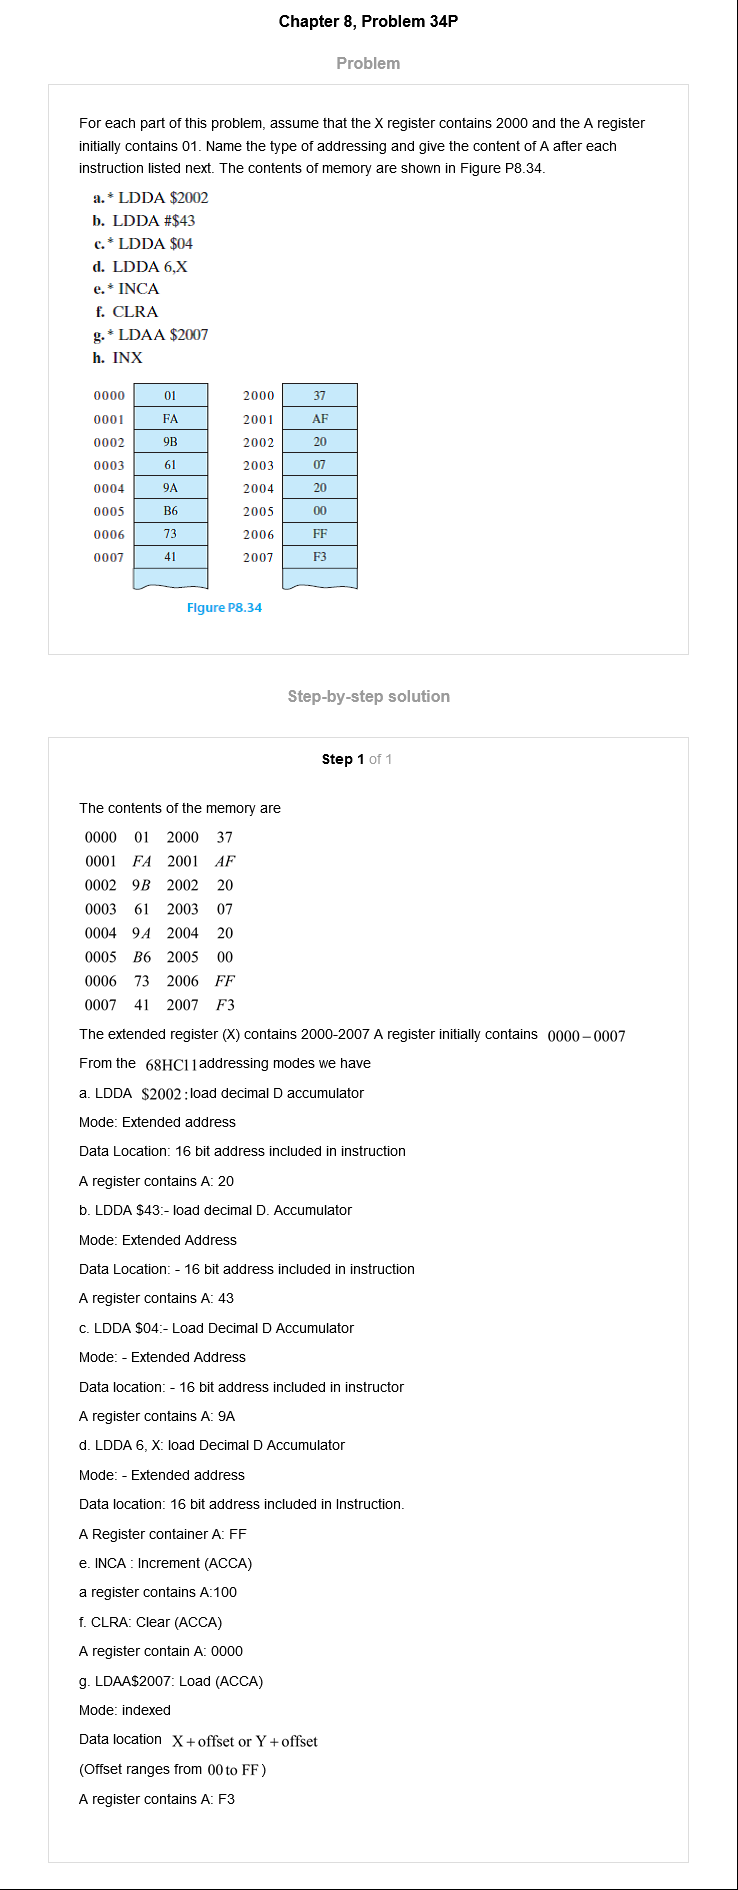 Chapter 8, Problem 34P
Problem
For each part of this problem, assume that the X register contains 2000 and the A register
initially contains 01. Name the type of addressing and give the content of A after each
instruction listed next. The contents of memory are shown in Figure P8.34.
a.* LDDA $2002
b. LDDA #$43
c.* LDDA $04
d. LDDA 6,X
e.* INCA
f. CLRA
g.* LDAA $2007
h. INX
0000 01 2000 37
0001 FA 2001 AF
0002 9B 2002 20
0003 61 2003 07
0004 9A 2004 20
0005 B6 2005 00
0006 73 2006 FF
0007 41 2007 F3
Figure P8.34
Step-by-step solution
Step 1 of 1
The contents of the memory are
0000 01 2000 37
0001 FA 2001 AF
0002 9B 2002 20
0003 61 2003 07
0004 9A 2004 20
0005 B6 2005 00
0006 73 2006 FF
0007 41 2007 F3
The extended register (X) contains 2000-2007 A register initially contains 0000–0007
From the 68HC11 addressing modes we have
a. LDDA $2002: load decimal D accumulator
Mode: Extended address
Data Location: 16 bit address included in instruction
A register contains A: 20
b. LDDA $43:- load decimal D. Accumulator
Mode: Extended Address
Data Location: - 16 bit address included in instruction
A register contains A: 43
c. LDDA $04:- Load Decimal D Accumulator
Mode: - Extended Address
Data location: - 16 bit address included in instructor
A register contains A: 9A
d. LDDA 6, X: load Decimal D Accumulator
Mode: - Extended address
Data location: 16 bit address included in Instruction.
A Register container A: FF
e. INCA : Increment (ACCA)
a register contains A:100
f. CLRA: Clear (ACCA)
A register contain A: 0000
g. LDAA$2007: Load (ACCA)
Mode: indexed
Data location X + offset or Y + offset
(Offset ranges from 00 to FF)
A register contains A: F3